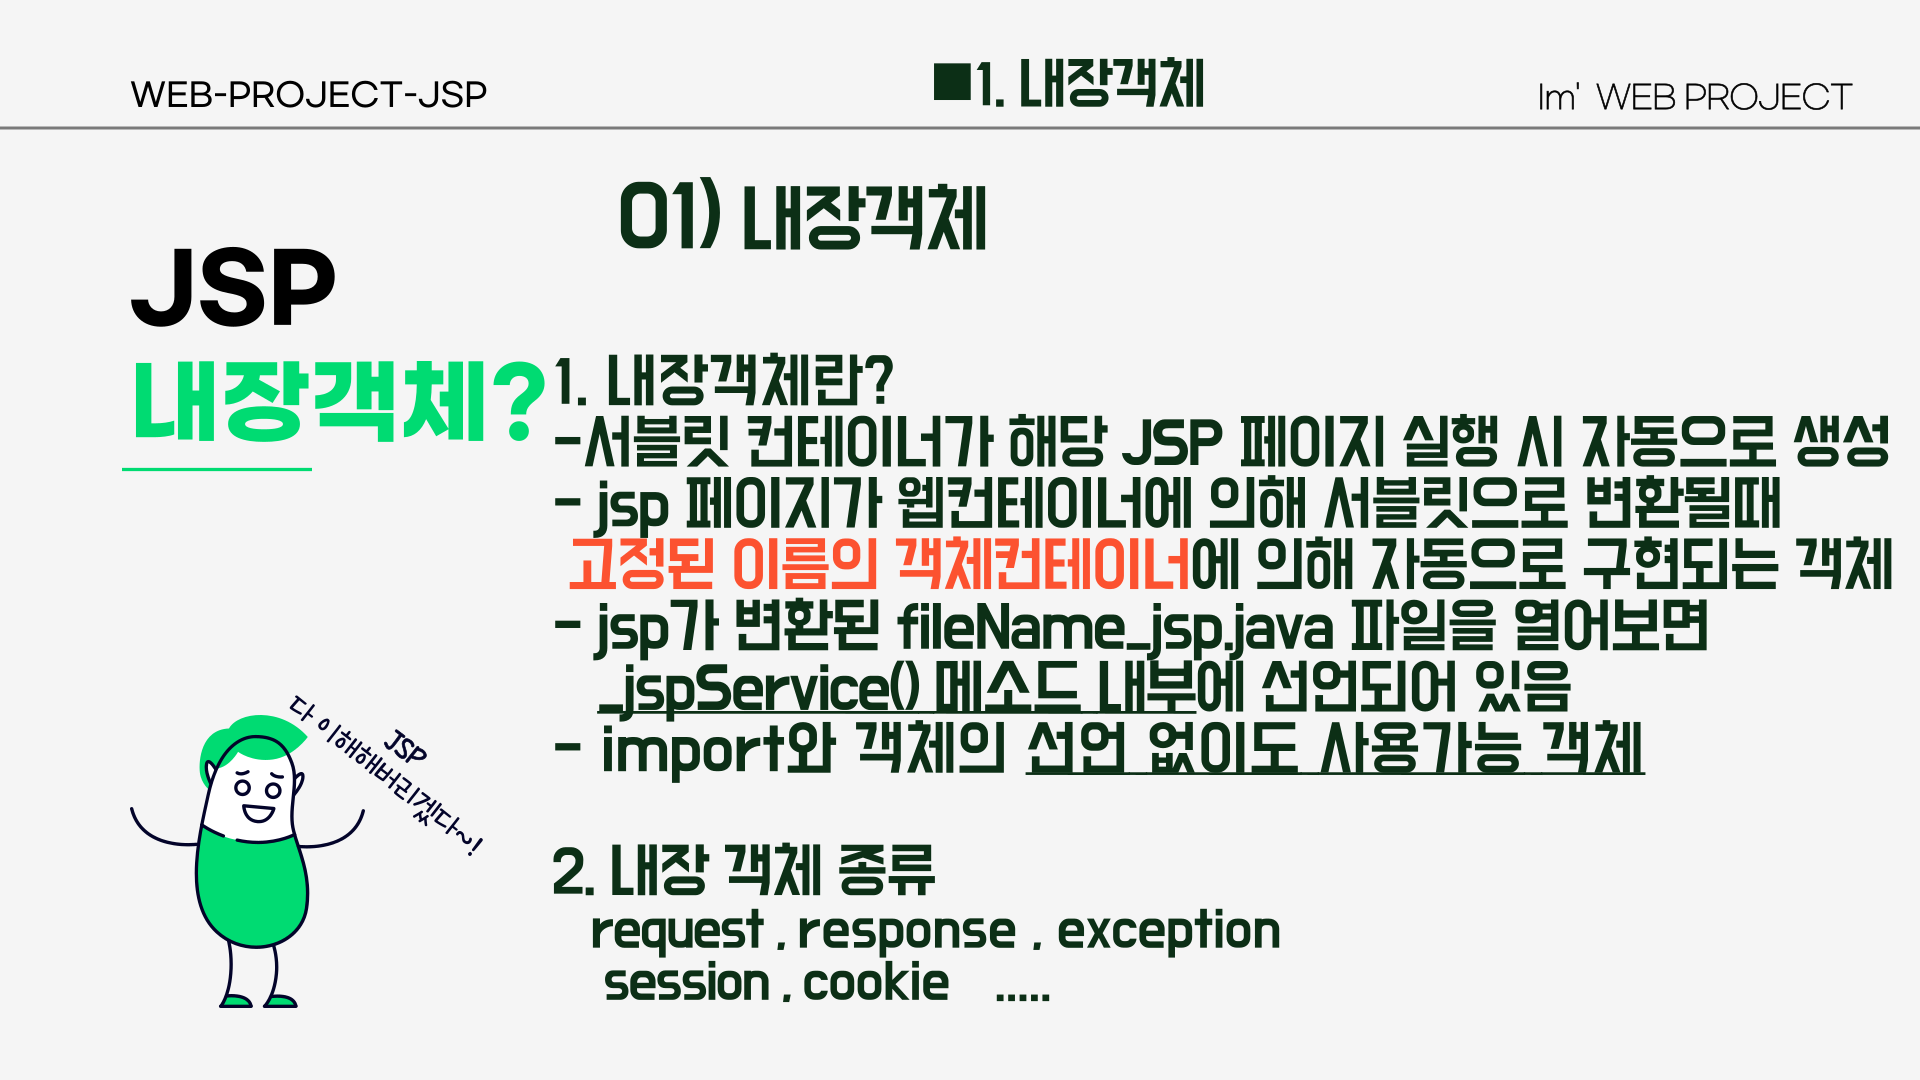 WEB-PROJECT-JSP
■1. 내장객체
Im' WEB PROJECT
01) 내장객체
JSP
내장객체?
1. 내장객체란?
-서블릿 컨테이너가 해당 JSP 페이지 실행 시 자동으로 생성
- jsp 페이지가 웹컨테이너에 의해 서블릿으로 변환될때
고정된 이름의 객체컨테이너에 의해 자동으로 구현되는 객체
- jsp가 변환된 fileName_jsp.java 파일을 열어보면
_jspService() 메소드 내부에 선언되어 있음
- import와 객체의 선언 없이도 사용가능 객체
2. 내장 객체 종류
request , response , exception
session , cookie .....
JSP
다 이해해버리겠다~!